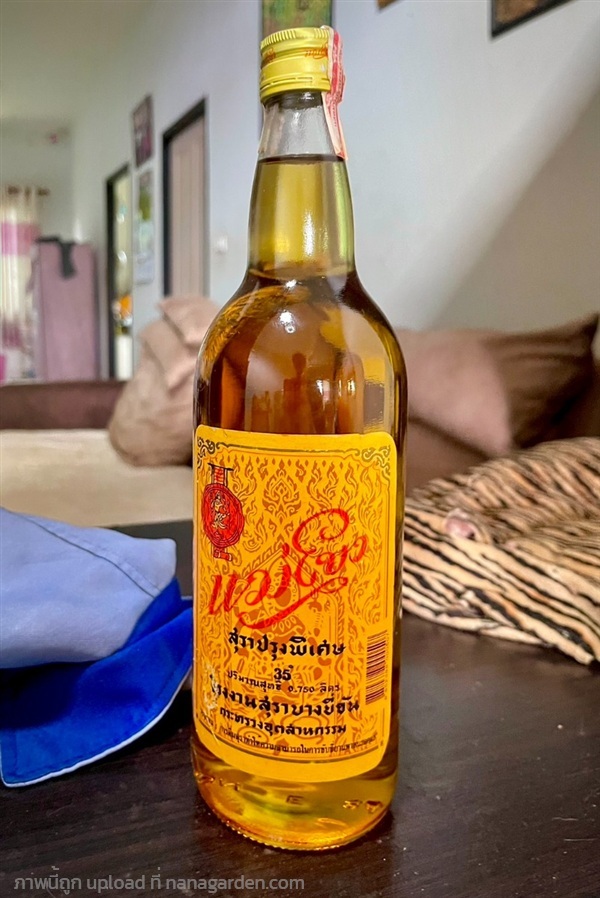 แม่โขง
สุราปรุงพิเศษ
35
ปริมาณสุทธิ 0.750 ลิตร
โรงงานสุราบางยี่ขัน
กระทรวงอุตสาหกรรม
ภาพนี้ถูก upload ที่ nanagarden.com